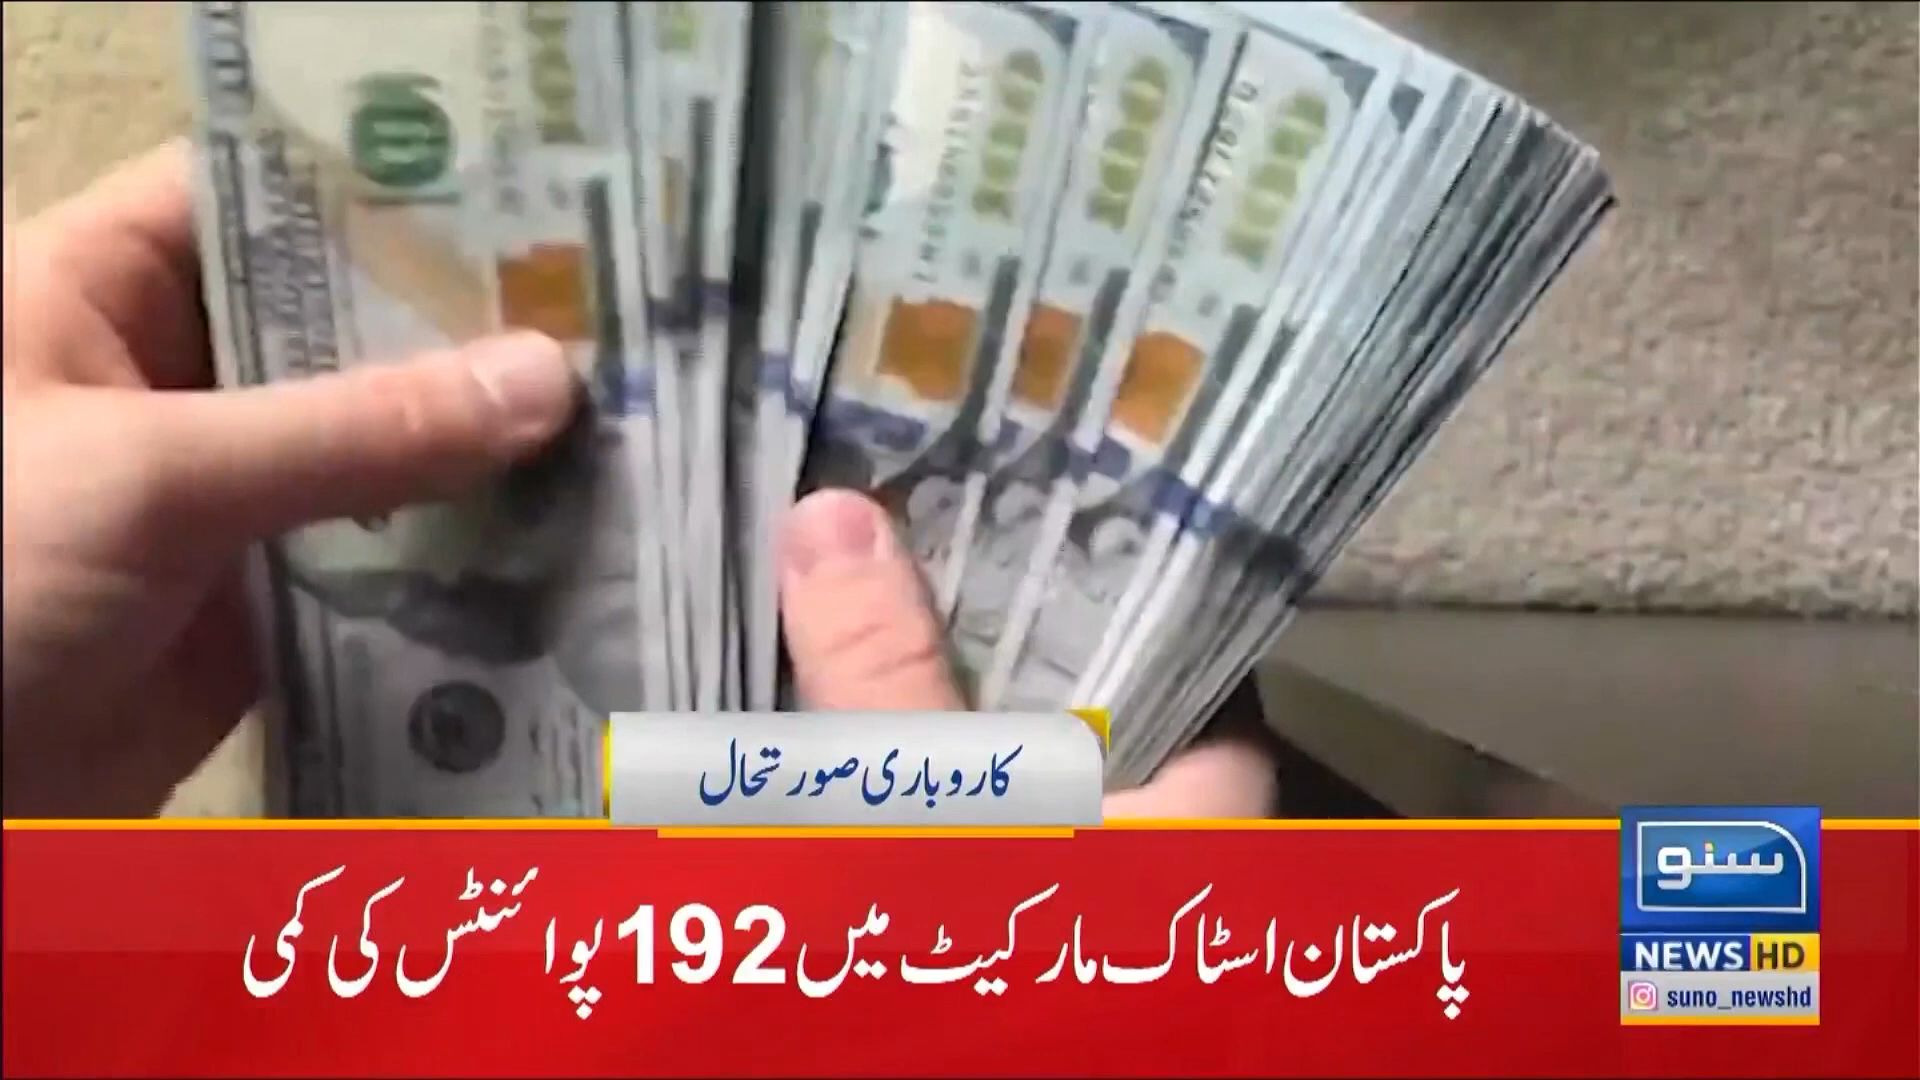 کاروباری صورتحال
پاکستان اسٹاک مارکیٹ میں 192 پوائنٹس کی کمی
سنو
NEWS HD
suno_newshd